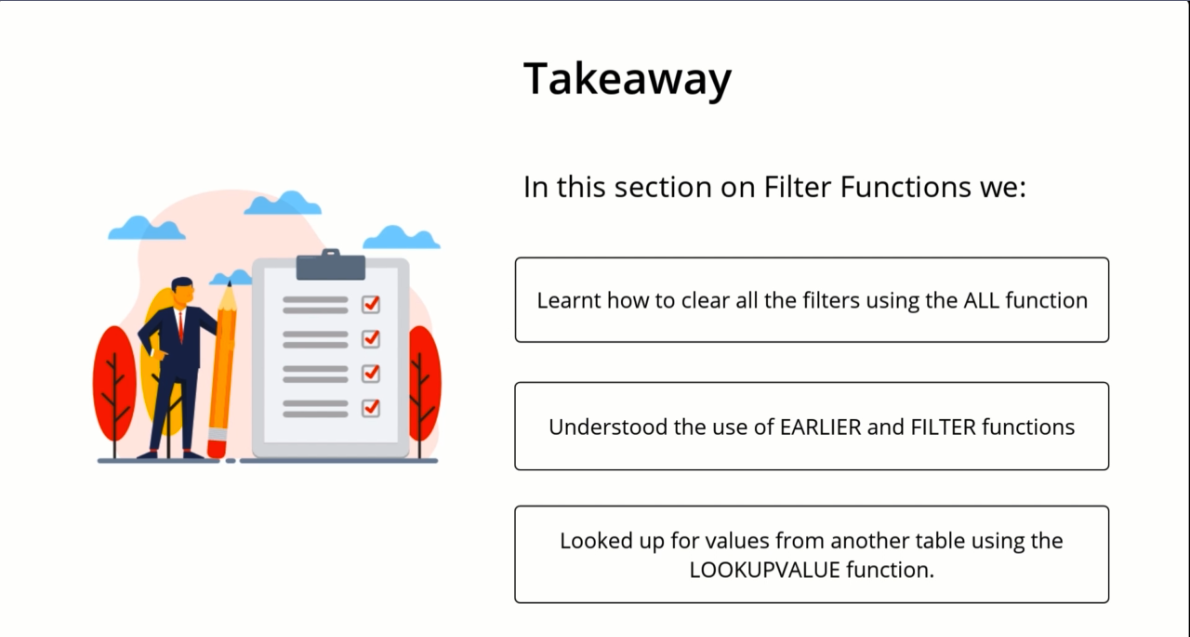 Takeaway
In this section on Filter Functions we:
Learnt how to clear all the filters using the ALL function
Understood the use of EARLIER and FILTER functions
Looked up for values from another table using the
LOOKUPVALUE function.